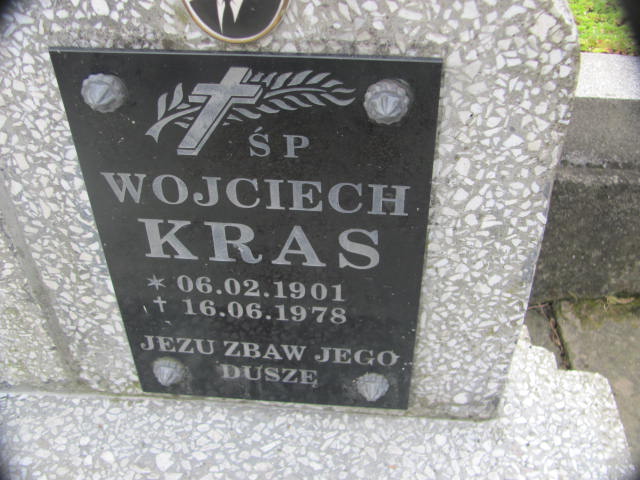 ŚP
WOJCIECH
KRAS
* 06.02.1901
† 16.06.1978
JEZU ZBAW JEGO
DUSZE